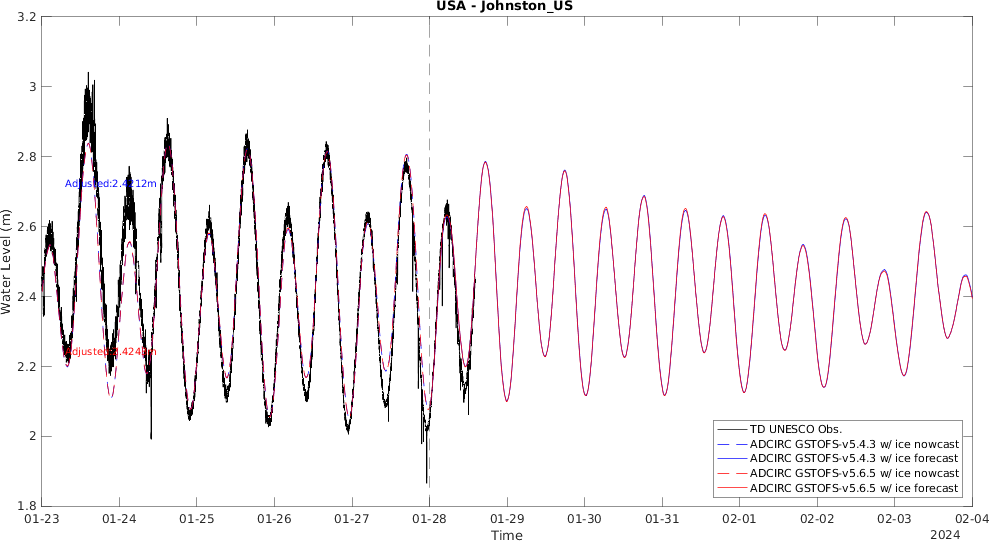 USA - Johnston_US
3.2
3
2.8
2.6
2.4
2.2
2
1.8
Water Level (m)
Adjusted:2.4212m
01-23
01-24
01-25
01-26
01-27
01-28
01-29
01-30
01-31
02-01
02-02
02-03
02-04
Time
2024
TD UNESCO Obs.
ADCIRC GSTOFS-v5.4.3 w/ ice nowcast
ADCIRC GSTOFS-v5.4.3 w/ ice forecast
ADCIRC GSTOFS-v5.6.5 w/ ice nowcast
ADCIRC GSTOFS-v5.6.5 w/ ice forecast